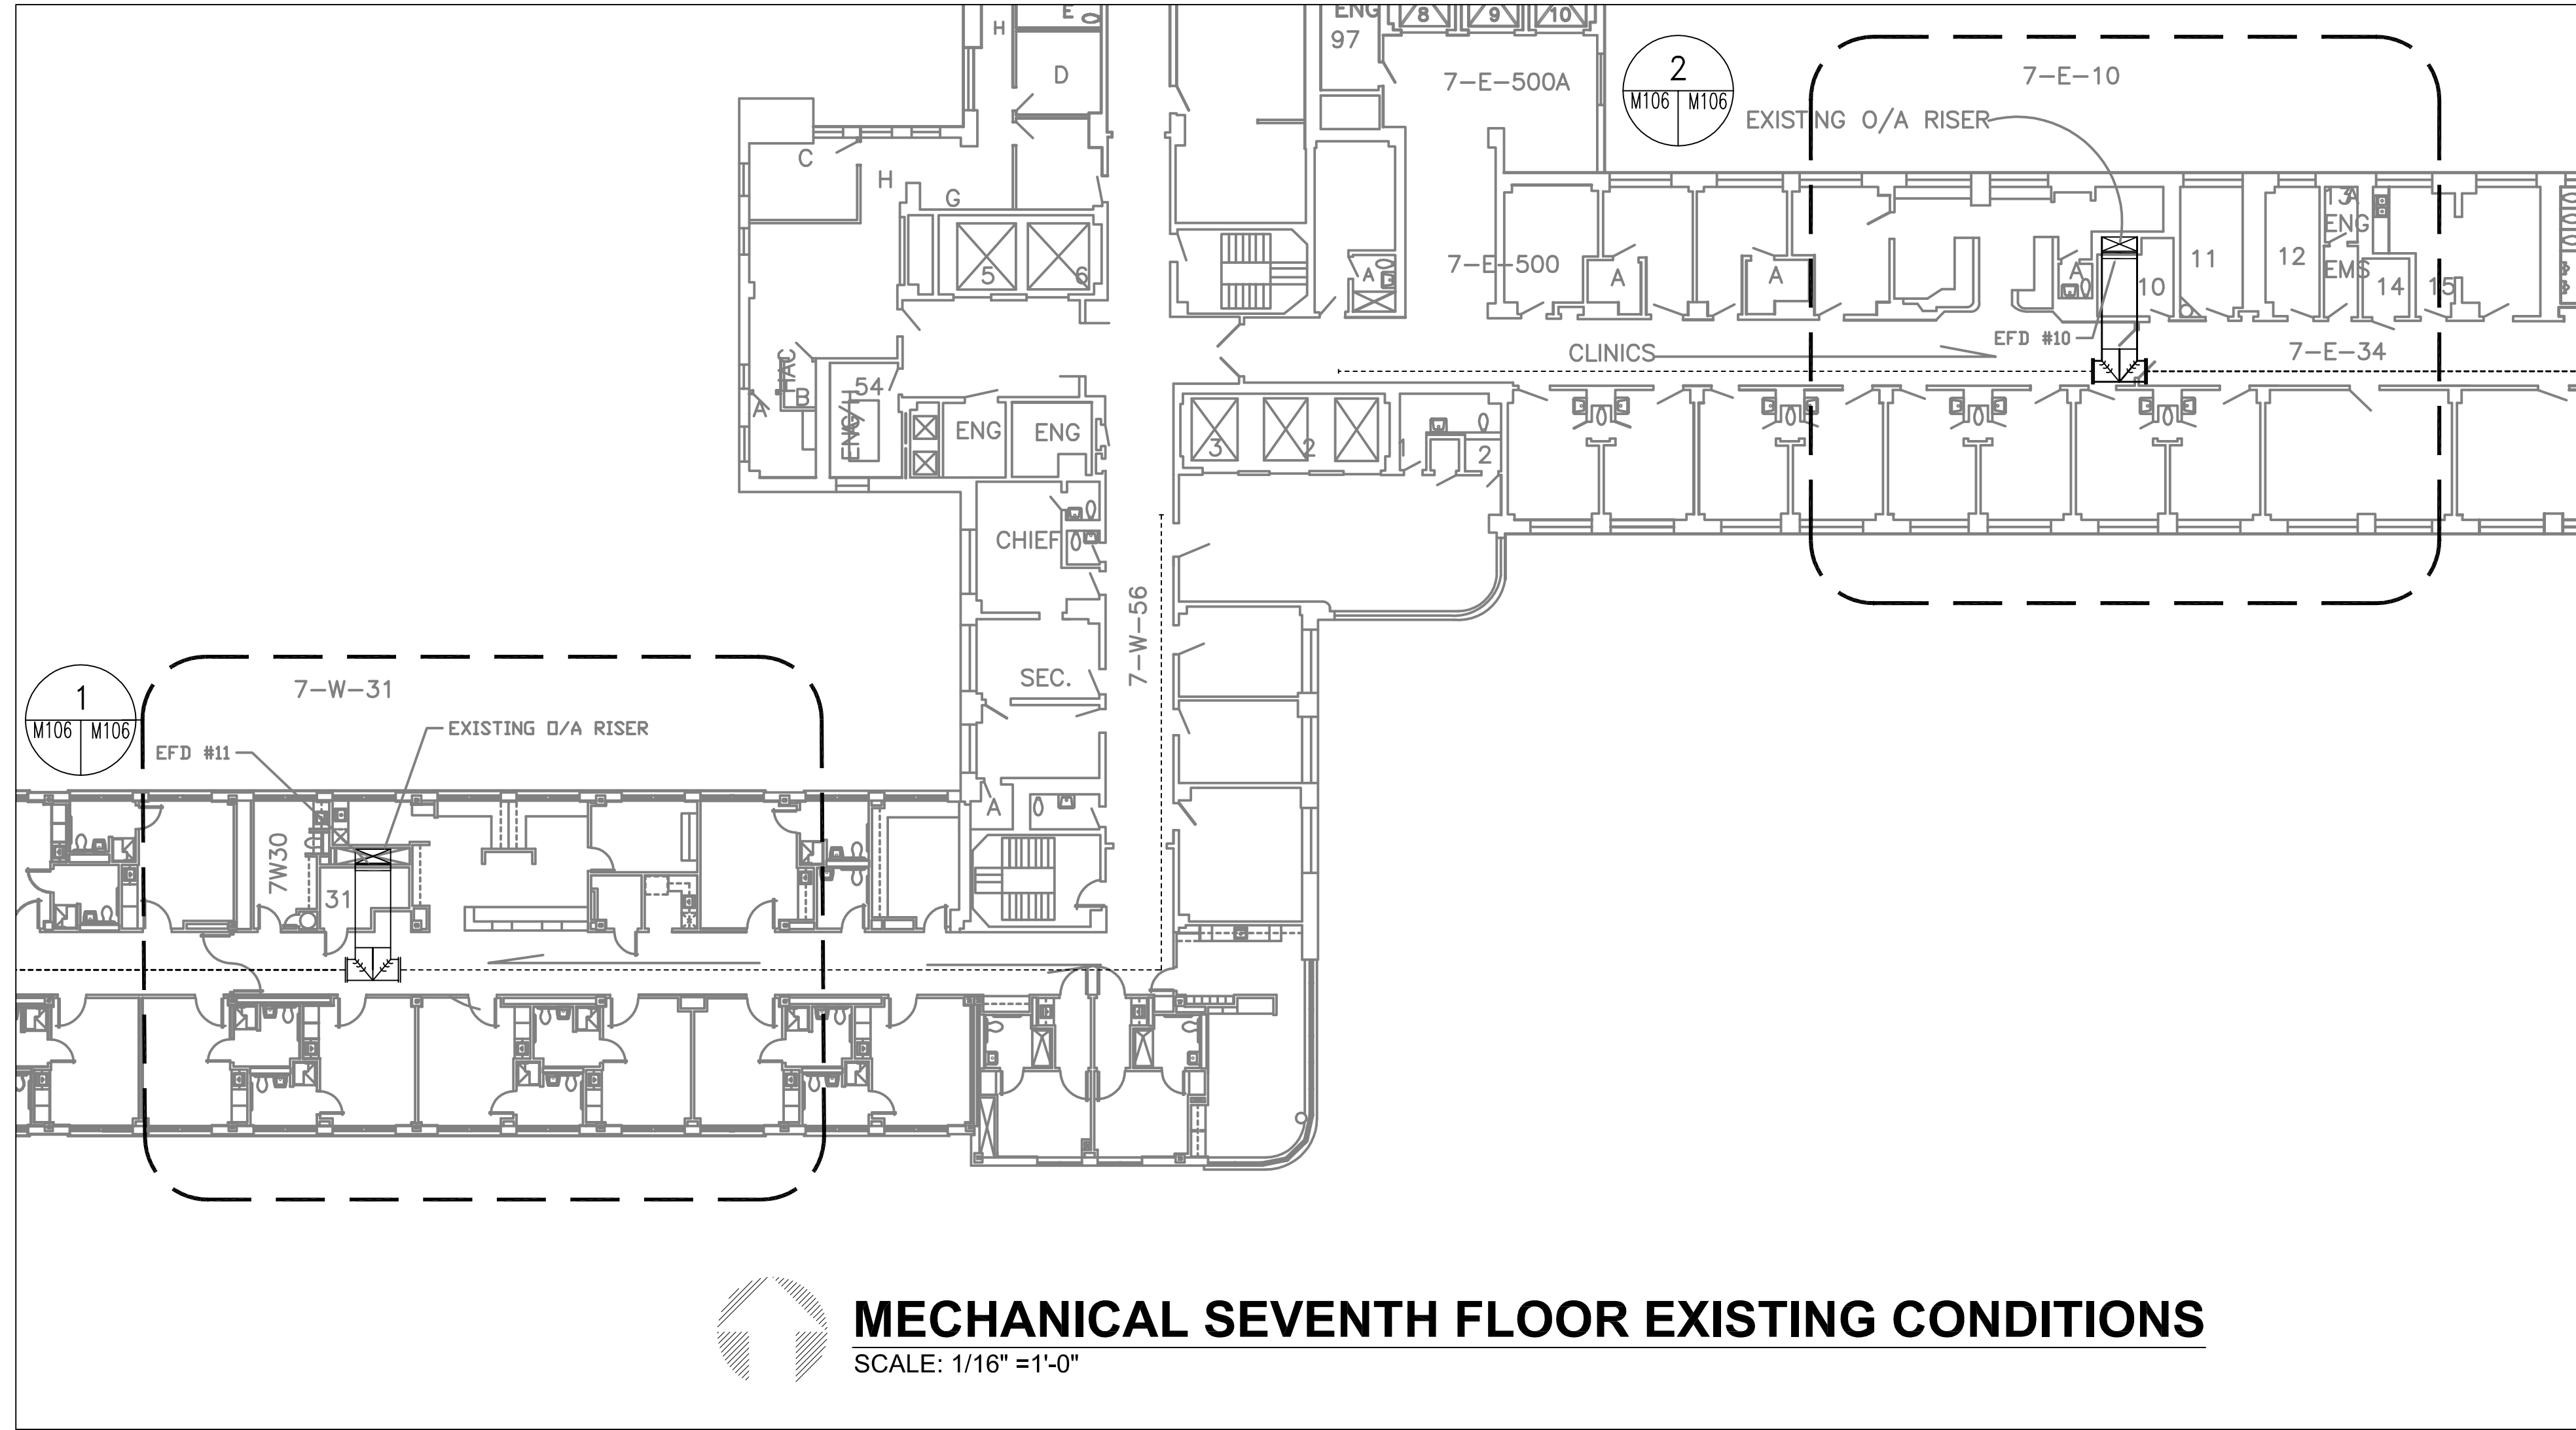 E
H
D
ENG
97
8
9
10
7-E-500A
2
M106
M106
7-E-10
EXISTING O/A RISER
C
H
G
5
6
A
7-E-500
A
A
A
10
11
12
13A
ENG
EMS
14
15
EFD #10
CLINICS
7-E-34
HAC
B
A
54
ENG/H
ENG
ENG
3
2
1
2
CHIEF
7-W-56
SEC.
1
M106
M106
7-W-31
EXISTING O/A RISER
EFD #11
7W30
31
A
MECHANICAL SEVENTH FLOOR EXISTING CONDITIONS
SCALE: 1/16" =1'-0"